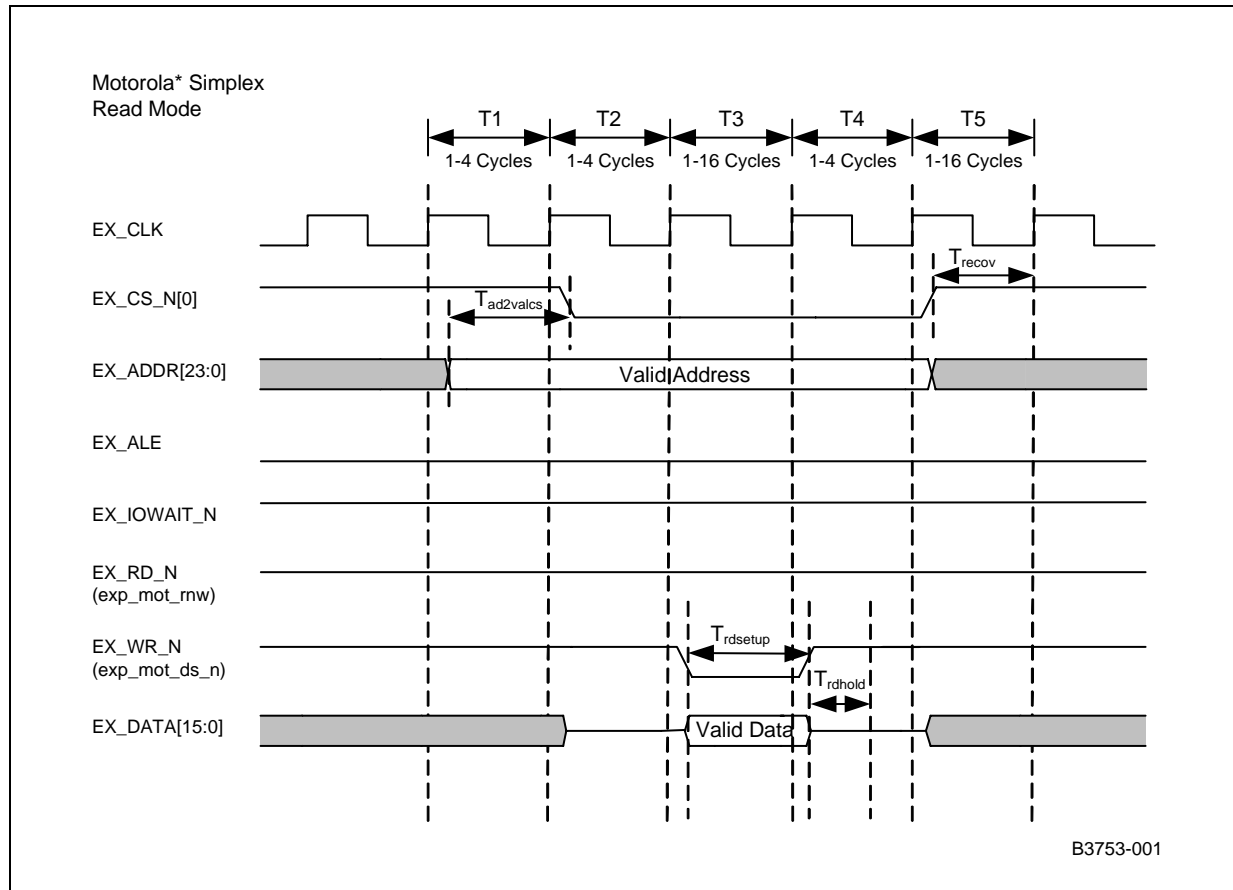 Motorola* Simplex
Read Mode
T1 T2 T3 T4 T5
1-4 Cycles 1-4 Cycles 1-16 Cycles 1-4 Cycles 1-16 Cycles
EX_CLK
Trecov
EX_CS_N[0]
Tad2valcs
EX_ADDR[23:0] Valid Address
EX_ALE
EX_IOWAIT_N
EX_RD_N
(exp_mot_rnw)
EX_WR_N Trdsetup
(exp_mot_ds_n)
Trdhold
EX_DATA[15:0] Valid Data
B3753-001